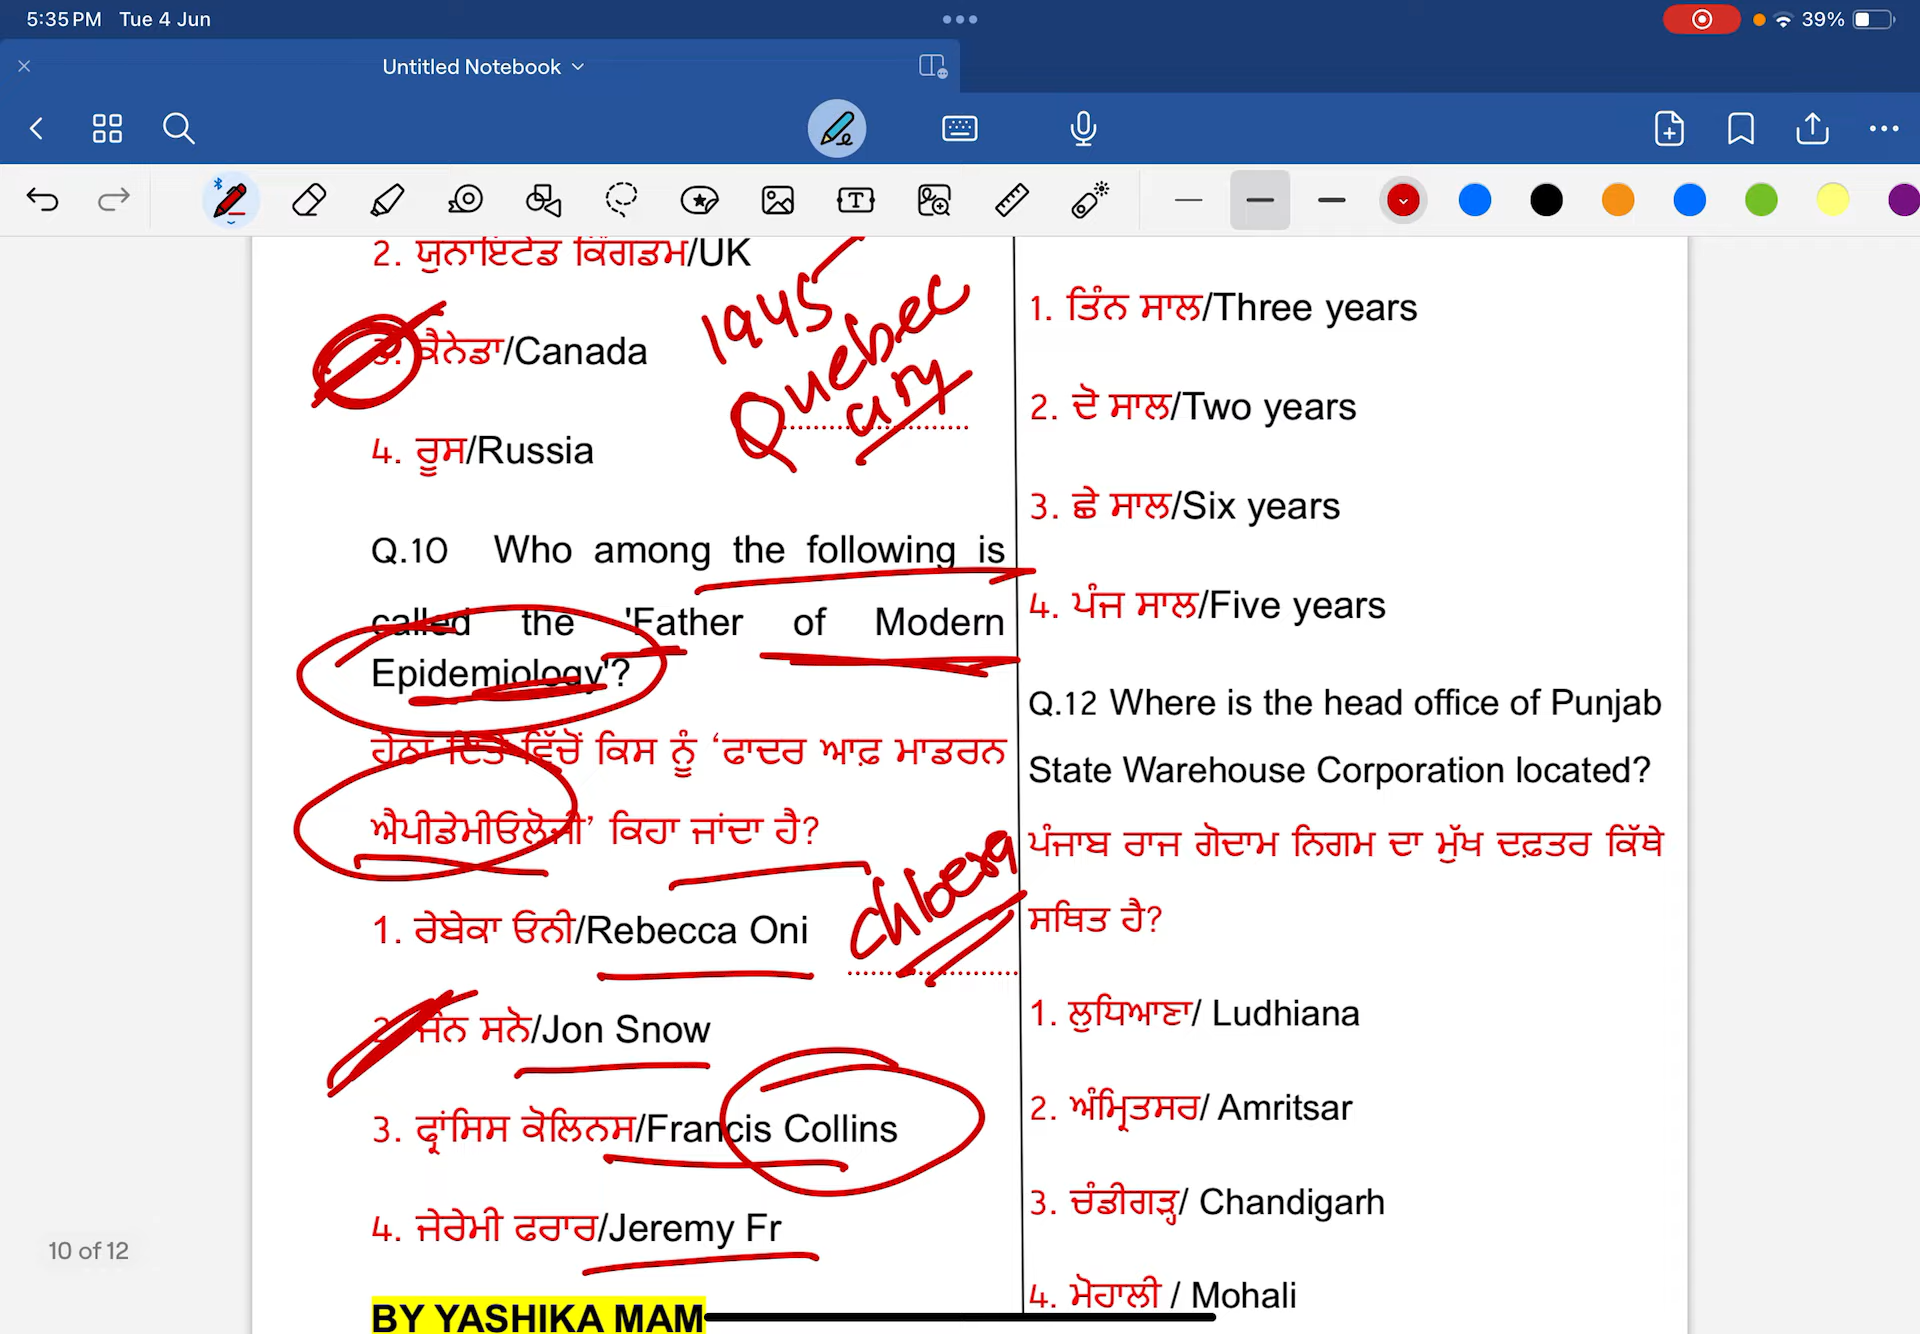 5:35 PM Tue 4 Jun
39%
Untitled Notebook
2. ਯੁਨਾਇਟੇਡ ਕਿੰਗਡਮ/UK
3. ਕੈਨੇਡਾ/Canada
4. ਰੂਸ/Russia
1945
Quebec
Q.10 Who among the following is
called the 'Father of Modern
Epidemiology'?
ਹੇਠਾਂ ਦਿੱਤੇ ਵਿੱਚੋਂ ਕਿਸ ਨੂੰ ‘ਫਾਦਰ ਆਫ਼ ਮਾਡਰਨ
ਐਪੀਡੇਮੀਓਲੋਜੀ’ ਕਿਹਾ ਜਾਂਦਾ ਹੈ?
1. ਰੇਬੇਕਾ ਓਨੀ/Rebecca Oni
2. ਜੌਨ ਸਨੋ/Jon Snow
3. ਫ੍ਰਾਂਸਿਸ ਕੋਲਿਨਸ/Francis Collins
4. ਜੇਰੇਮੀ ਫਰਾਰ/Jeremy Fr
BY YASHIKA MAM
10 of 12
1. ਤਿੰਨ ਸਾਲ/Three years
2. ਦੋ ਸਾਲ/Two years
3. ਛੇ ਸਾਲ/Six years
4. ਪੰਜ ਸਾਲ/Five years
Q.12 Where is the head office of Punjab
State Warehouse Corporation located?
ਪੰਜਾਬ ਰਾਜ ਗੋਦਾਮ ਨਿਗਮ ਦਾ ਮੁੱਖ ਦਫ਼ਤਰ ਕਿੱਥੇ
ਸਥਿਤ ਹੈ?
1. ਲੁਧਿਆਣਾ/ Ludhiana
2. ਅੰਮ੍ਰਿਤਸਰ/ Amritsar
3. ਚੰਡੀਗੜ੍ਹ/ Chandigarh
4. ਮੋਹਾਲੀ / Mohali